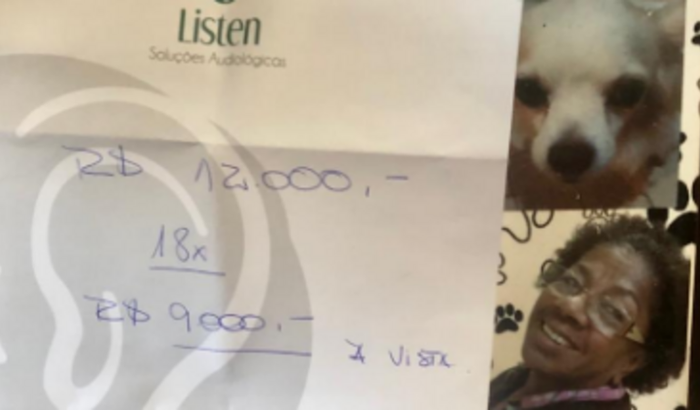 Listen
Soluções Audiológicas
R$ 12.000,-
18x
R$ 9.000.-
A VISTA